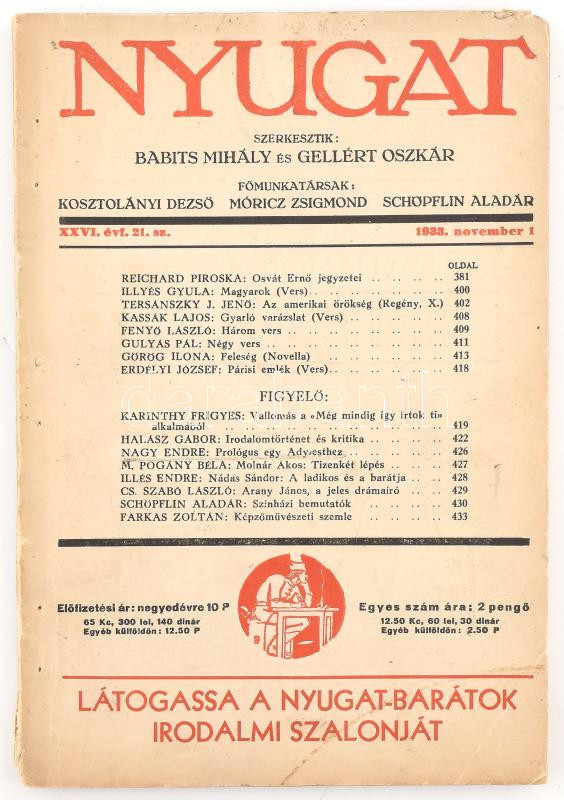 NYUGAT
SZERKESZTIK:
BABITS MIHÁLY ÉS GELLÉRT OSZKÁR
FŐMUNKATÁRSAK:
KOSZTOLÁNYI DEZSŐ MÓRICZ ZSIGMOND SCHÖPFLIN ALADÁR
XXVI. évf. 21. sz. 1933. november 1
OLDAL
REICHARD PIROSKA: Osvát Ernő jegyzetei .. .. .. .. 381
ILLYÉS GYULA: Magyarok (Vers).. .. .. .. .. .. .. 400
TERSÁNSZKY J. JENŐ: Az amerikai örökség (Regény, X.) 402
KASSÁK LAJOS: Gyarló varázslat (Vers) .. .. .. .. 408
FENYŐ LÁSZLÓ: Három vers .. .. .. .. .. .. .. 409
GULYÁS PÁL: Négy vers .. .. .. .. .. .. .. .. 411
GÖRÖG ILONA: Feleség (Novella) .. .. .. .. .. .. 413
ERDÉLYI JÓZSEF: Párisi emlék (Vers).. .. .. .. .. 418
FIGYELŐ:
KARINTHY FRIGYES: Vallomás a »Még mindig így írtok ti»
alkalmából .. .. .. .. .. .. .. .. .. .. 419
HALÁSZ GÁBOR: Irodalomtörténet és kritika .. .. .. .. 422
NAGY ENDRE: Prológus egy Ady-esthez .. .. .. .. 426
M. POGÁNY BÉLA: Molnár Ákos: Tizenkét lépés .. .. .. 427
ILLÉS ENDRE: Nádas Sándor: A ladikos és a barátja .. .. 428
CS. SZABÓ LÁSZLÓ: Arany János, a jeles drámaíró .. .. 429
SCHÖPFLIN ALADÁR: Színházi bemutatók .. .. .. .. 430
FARKAS ZOLTÁN: Képzőművészeti szemle .. .. .. .. 433
Előfizetési ár: negyedévre 10 P
65 Kc, 300 lei, 140 dinár
Egyéb külföldön: 12.50 P
Egyes szám ára: 2 pengő
12.50 Kc, 60 lei, 30 dinár
Egyéb külföldön: 2.50 P
LÁTOGASSA A NYUGAT-BARÁTOK
IRODALMI SZALONJÁT
darabanth